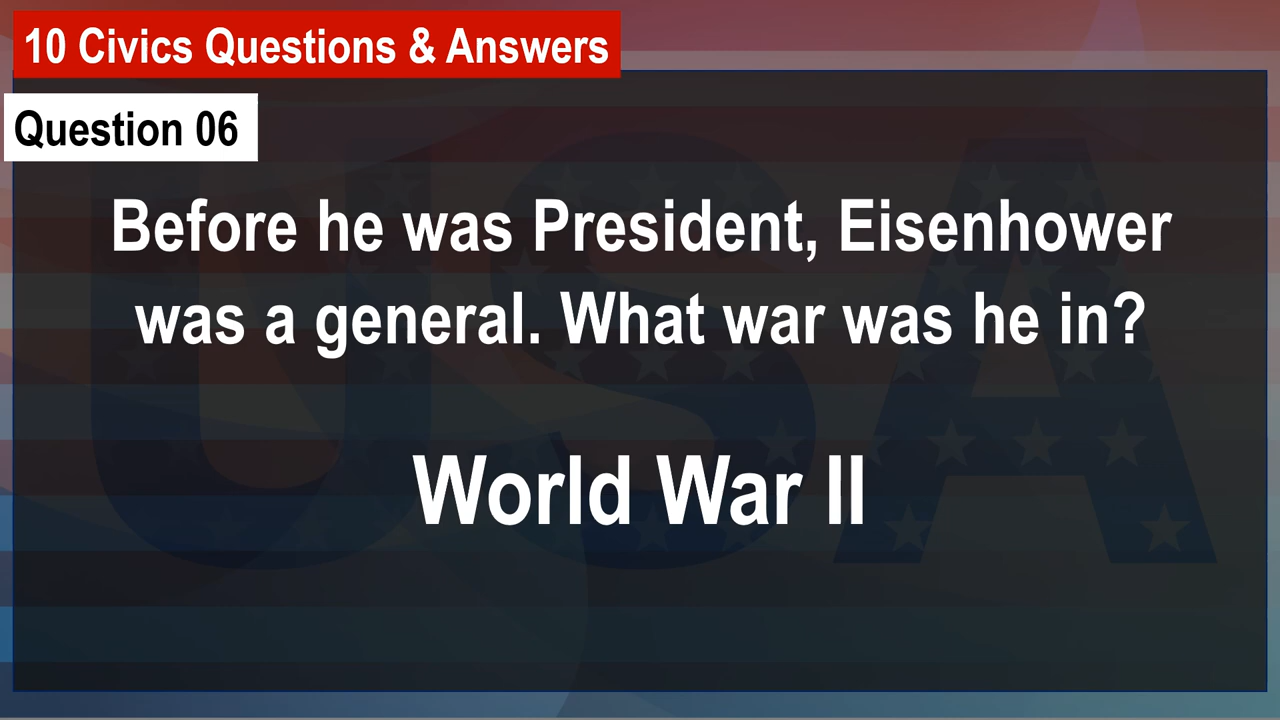 10 Civics Questions & Answers
Question 06
Before he was President, Eisenhower
was a general. What war was he in?
World War II
USA